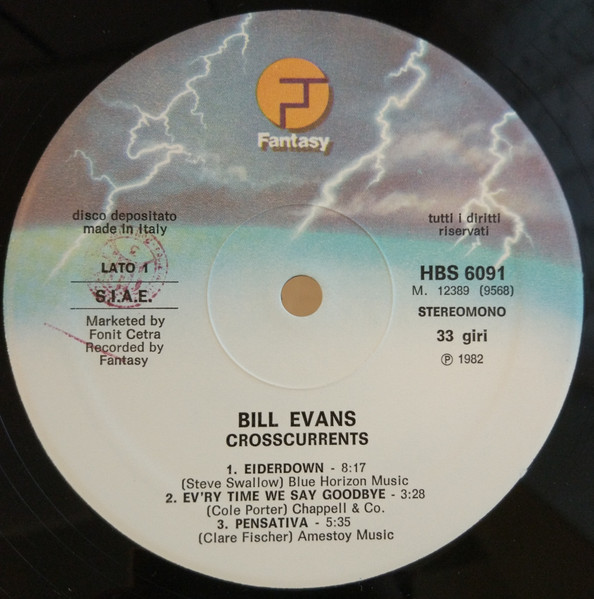 Fantasy
disco depositato
made in Italy
tutti i diritti
riservati
LATO 1
S.I.A.E.
Marketed by
Fonit Cetra
Recorded by
Fantasy
HBS 6091
M. 12389 (9568)
STEREOMONO
33 giri
Ⓟ 1982
BILL EVANS
CROSSCURRENTS
1. EIDERDOWN - 8:17
(Steve Swallow) Blue Horizon Music
2. EV'RY TIME WE SAY GOODBYE - 3:28
(Cole Porter) Chappell & Co.
3. PENSATIVA - 5:35
(Clare Fischer) Amestoy Music